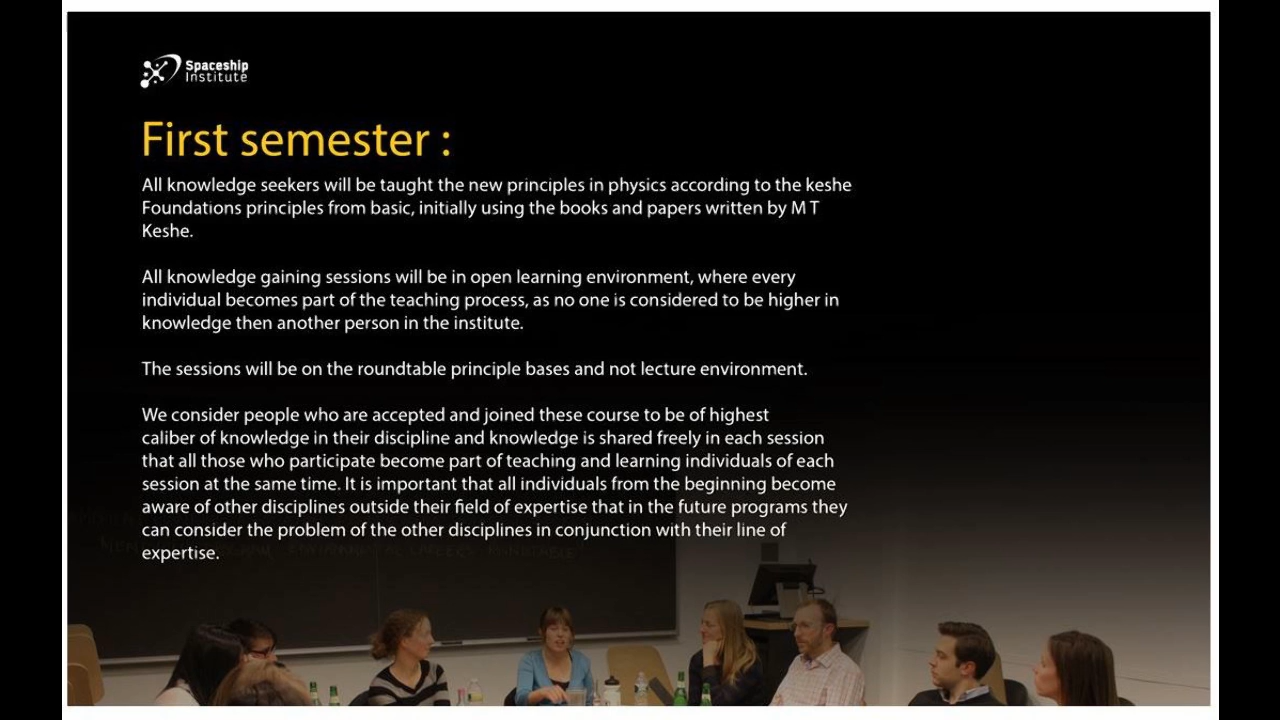 Spaceship
Institute
First semester :
All knowledge seekers will be taught the new principles in physics according to the keshe
Foundations principles from basic, initially using the books and papers written by M T
Keshe.
All knowledge gaining sessions will be in open learning environment, where every
individual becomes part of the teaching process, as no one is considered to be higher in
knowledge then another person in the institute.
The sessions will be on the roundtable principle bases and not lecture environment.
We consider people who are accepted and joined these course to be of highest
caliber of knowledge in their discipline and knowledge is shared freely in each session
that all those who participate become part of teaching and learning individuals of each
session at the same time. It is important that all individuals from the beginning become
aware of other disciplines outside their field of expertise that in the future programs they
can consider the problem of the other disciplines in conjunction with their line of
expertise.